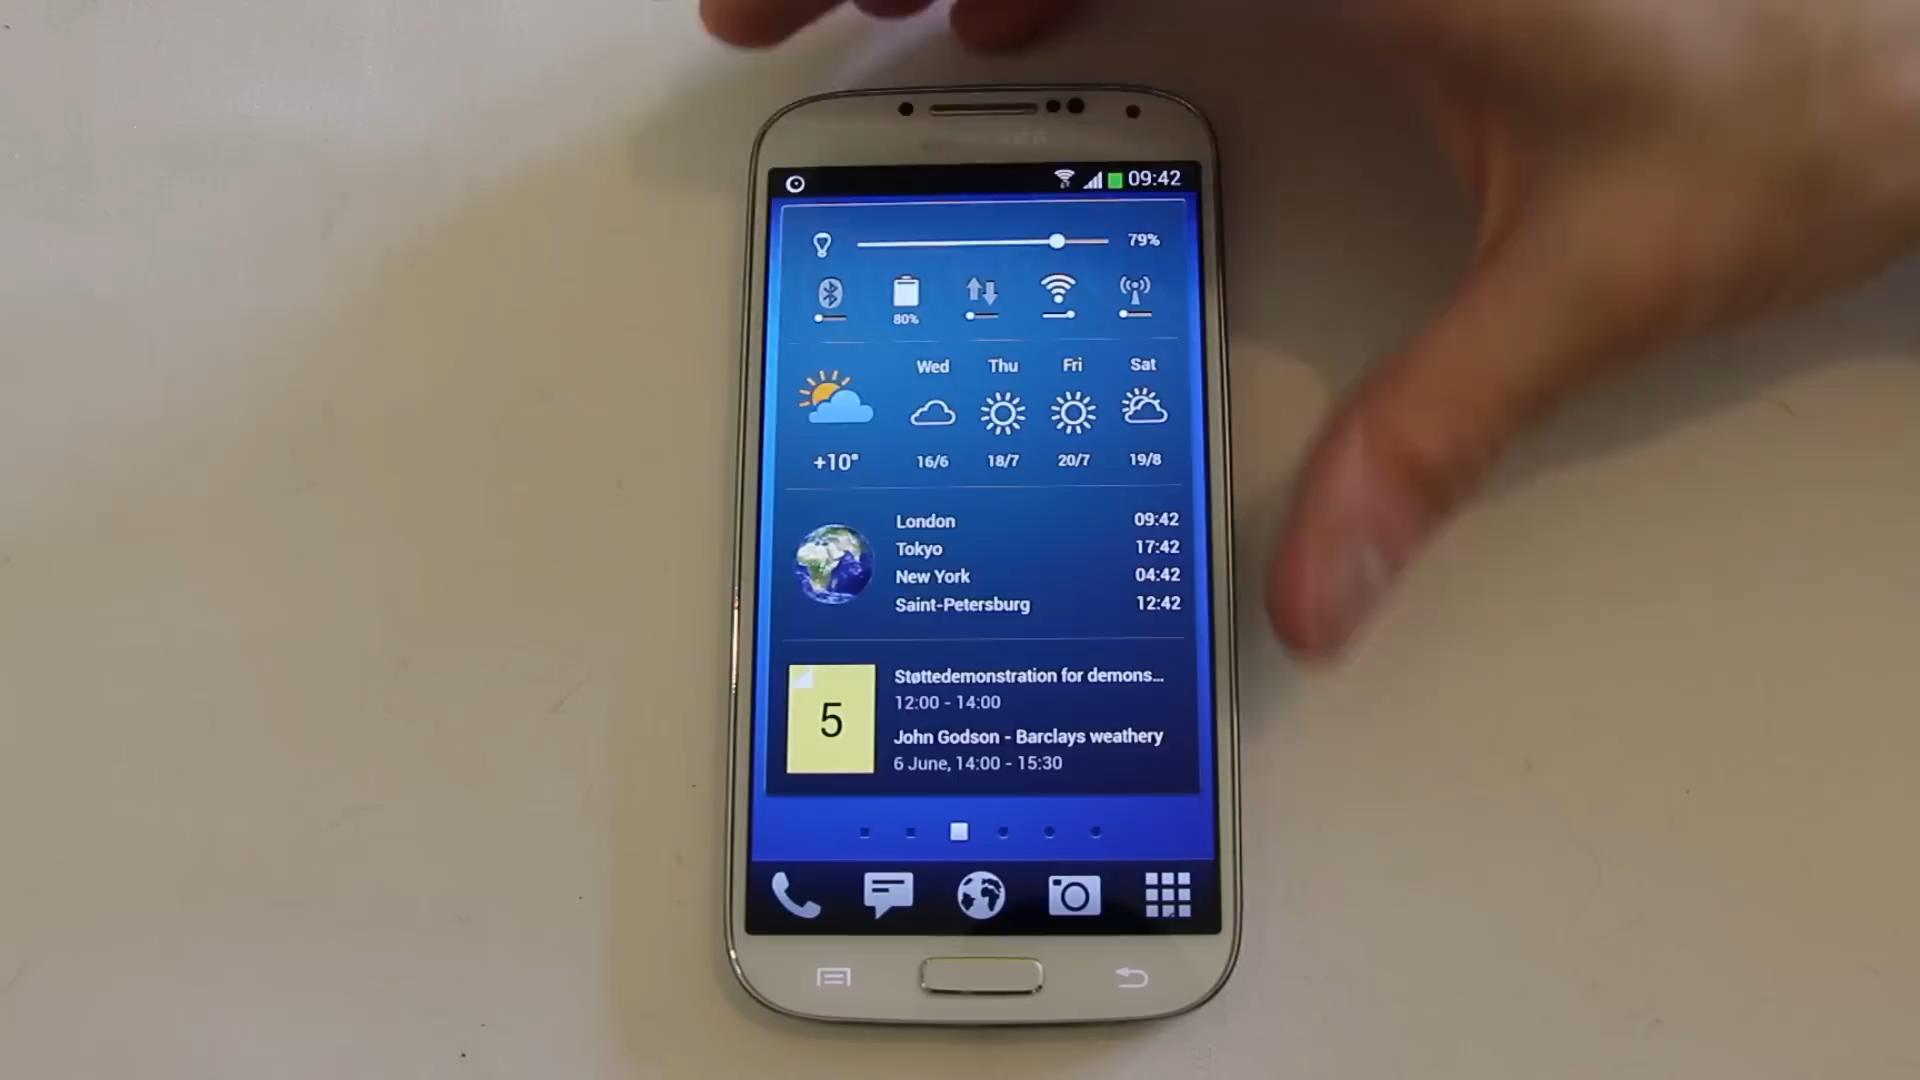 09:42
79%
80%
Wed Thu Fri Sat
+10° 16/6 18/7 20/7 19/8
London 09:42
Tokyo 17:42
New York 04:42
Saint-Petersburg 12:42
Støttedemonstration for demons...
12:00 - 14:00
5
John Godson - Barclays weathery
6 June, 14:00 - 15:30